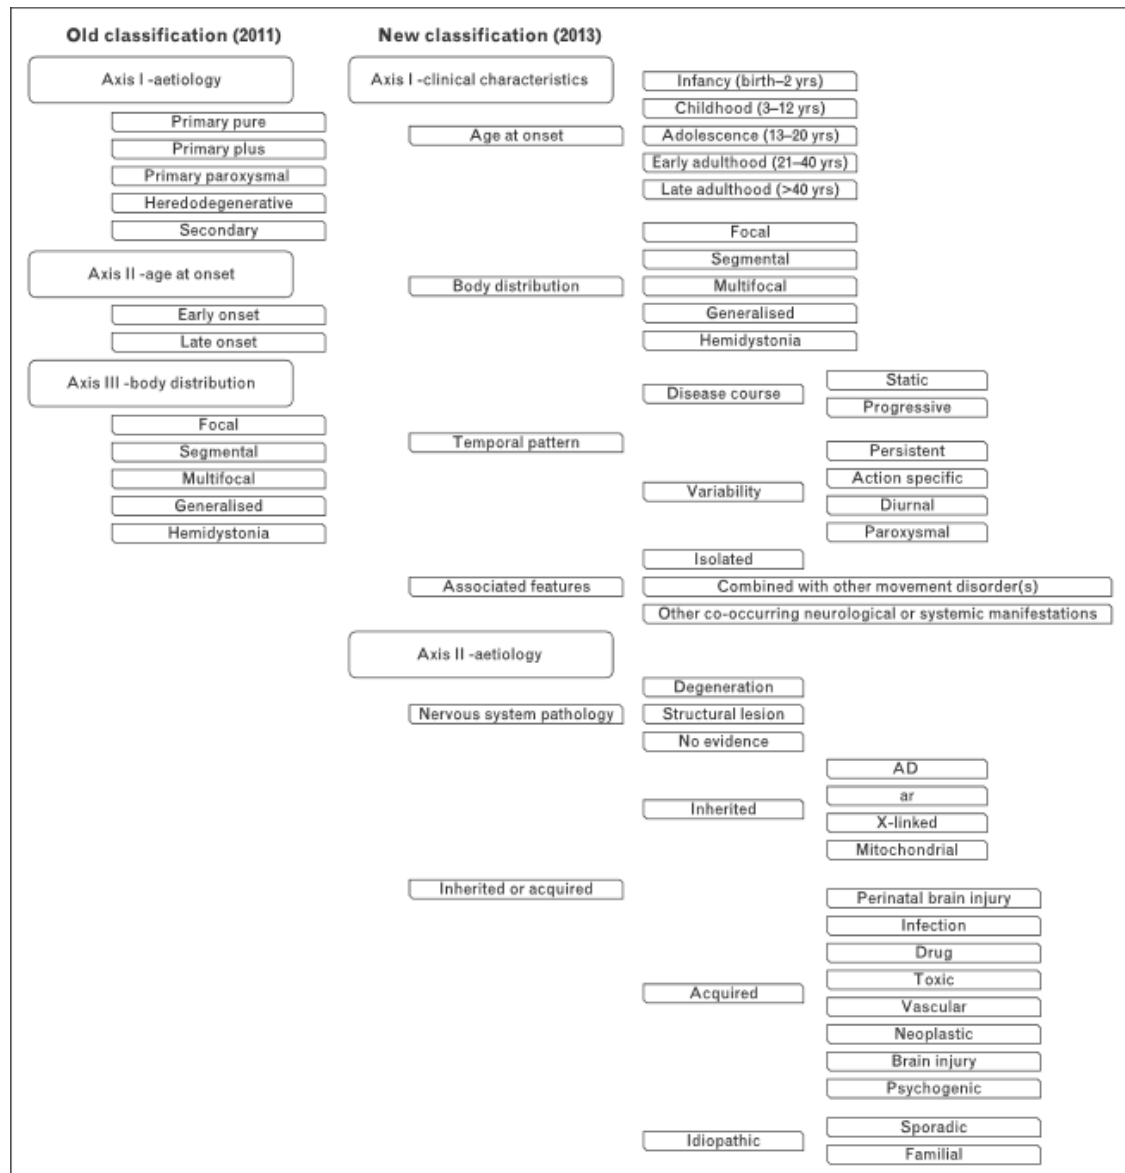 Old classification (2011)
Axis I -aetiology
Primary pure
Primary plus
Primary paroxysmal
Heredodegenerative
Secondary
Axis II -age at onset
Early onset
Late onset
Axis III -body distribution
Focal
Segmental
Multifocal
Generalised
Hemidystonia
New classification (2013)
Axis I -clinical characteristics
Age at onset
Infancy (birth–2 yrs)
Childhood (3–12 yrs)
Adolescence (13–20 yrs)
Early adulthood (21–40 yrs)
Late adulthood (>40 yrs)
Body distribution
Focal
Segmental
Multifocal
Generalised
Hemidystonia
Temporal pattern
Disease course
Static
Progressive
Variability
Persistent
Action specific
Diurnal
Paroxysmal
Associated features
Isolated
Combined with other movement disorder(s)
Other co-occurring neurological or systemic manifestations
Axis II -aetiology
Nervous system pathology
Degeneration
Structural lesion
No evidence
Inherited or acquired
Inherited
AD
ar
X-linked
Mitochondrial
Acquired
Perinatal brain injury
Infection
Drug
Toxic
Vascular
Neoplastic
Brain injury
Psychogenic
Idiopathic
Sporadic
Familial